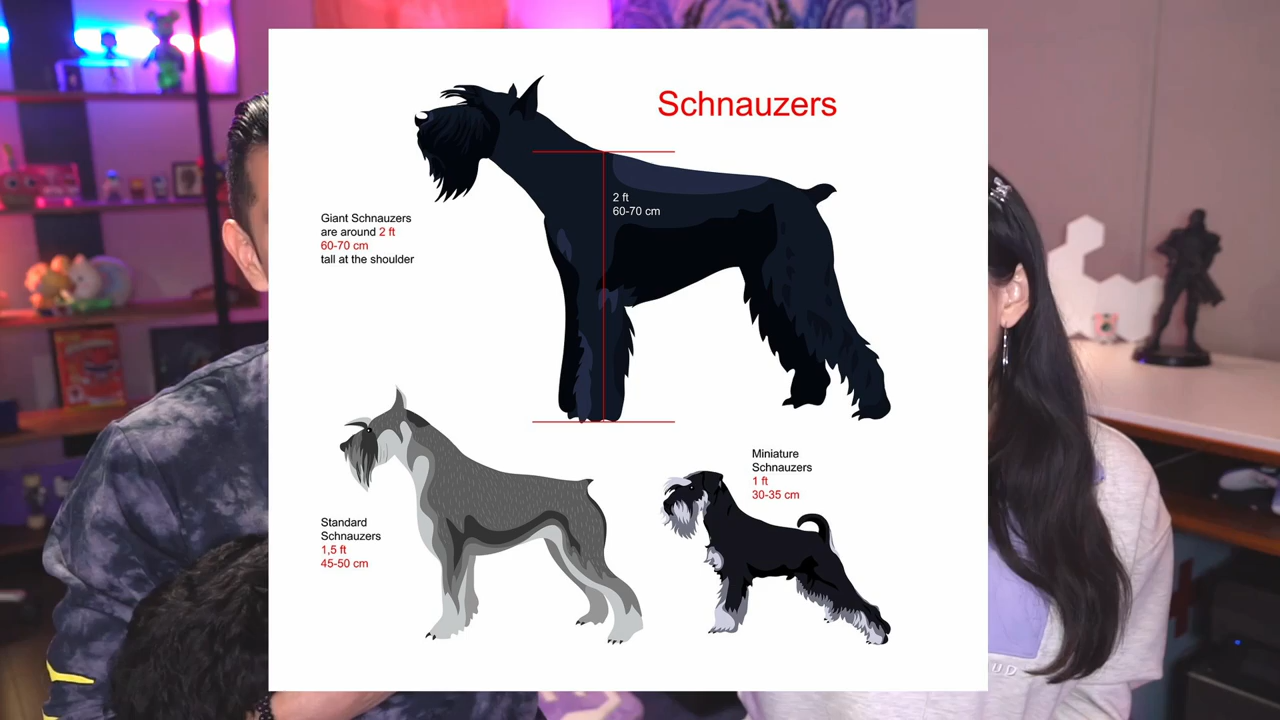 Schnauzers
2 ft
60-70 cm
Giant Schnauzers
are around 2 ft
60-70 cm
tall at the shoulder
Standard
Schnauzers
1,5 ft
45-50 cm
Miniature
Schnauzers
1 ft
30-35 cm
UD